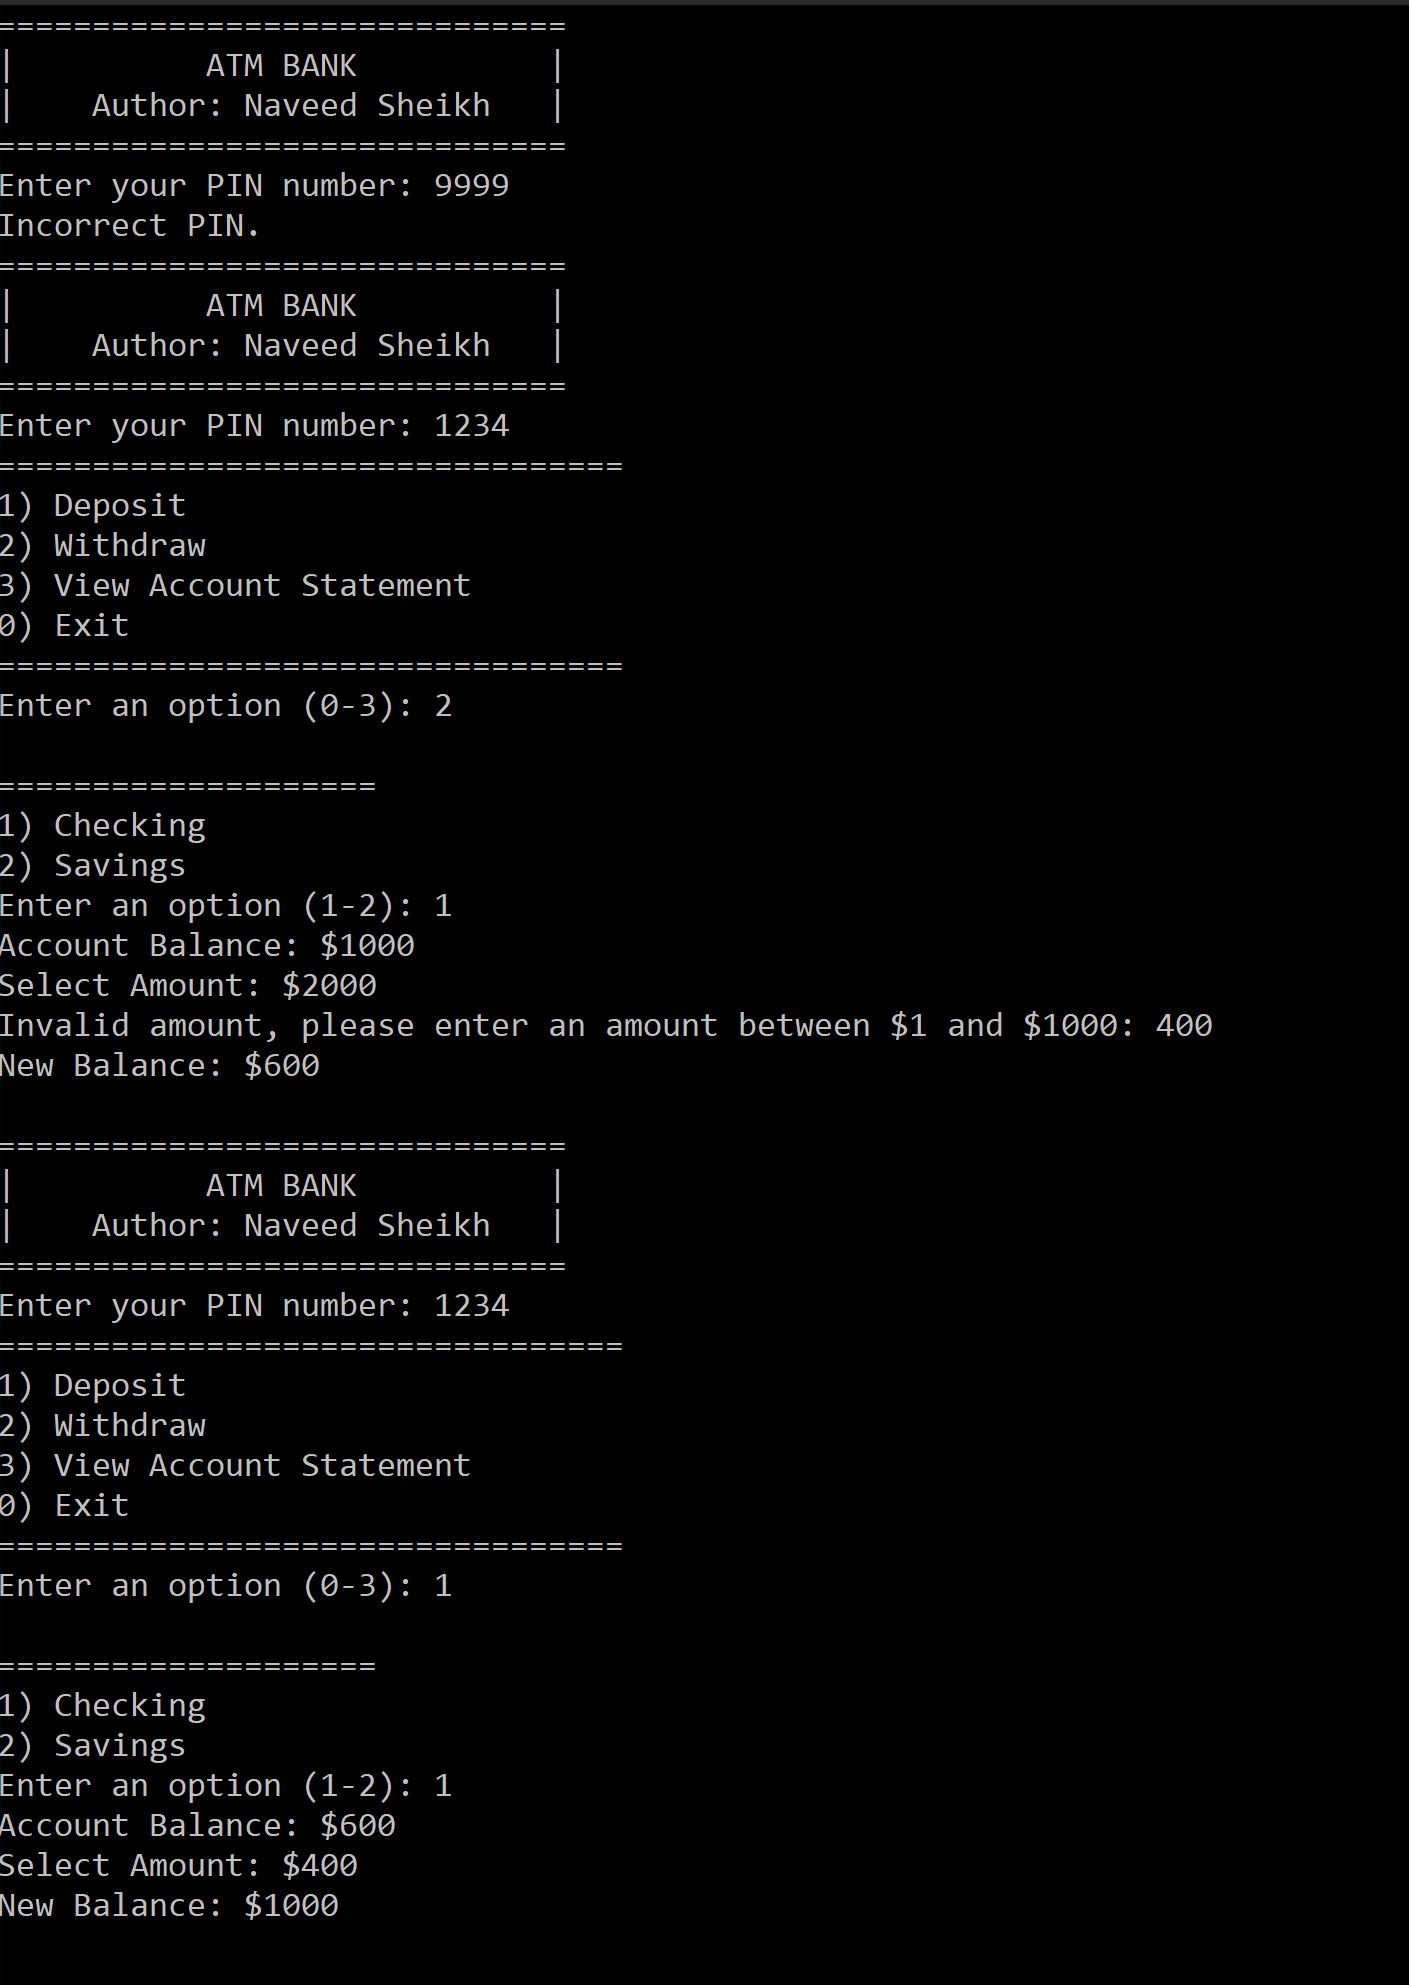 ==============================
|          ATM BANK          |
|    Author: Naveed Sheikh   |
==============================
Enter your PIN number: 9999
Incorrect PIN.
==============================
|          ATM BANK          |
|    Author: Naveed Sheikh   |
==============================
Enter your PIN number: 1234
=================================
1) Deposit
2) Withdraw
3) View Account Statement
0) Exit
=================================
Enter an option (0-3): 2

====================
1) Checking
2) Savings
Enter an option (1-2): 1
Account Balance: $1000
Select Amount: $2000
Invalid amount, please enter an amount between $1 and $1000: 400
New Balance: $600

==============================
|          ATM BANK          |
|    Author: Naveed Sheikh   |
==============================
Enter your PIN number: 1234
=================================
1) Deposit
2) Withdraw
3) View Account Statement
0) Exit
=================================
Enter an option (0-3): 1

====================
1) Checking
2) Savings
Enter an option (1-2): 1
Account Balance: $600
Select Amount: $400
New Balance: $1000